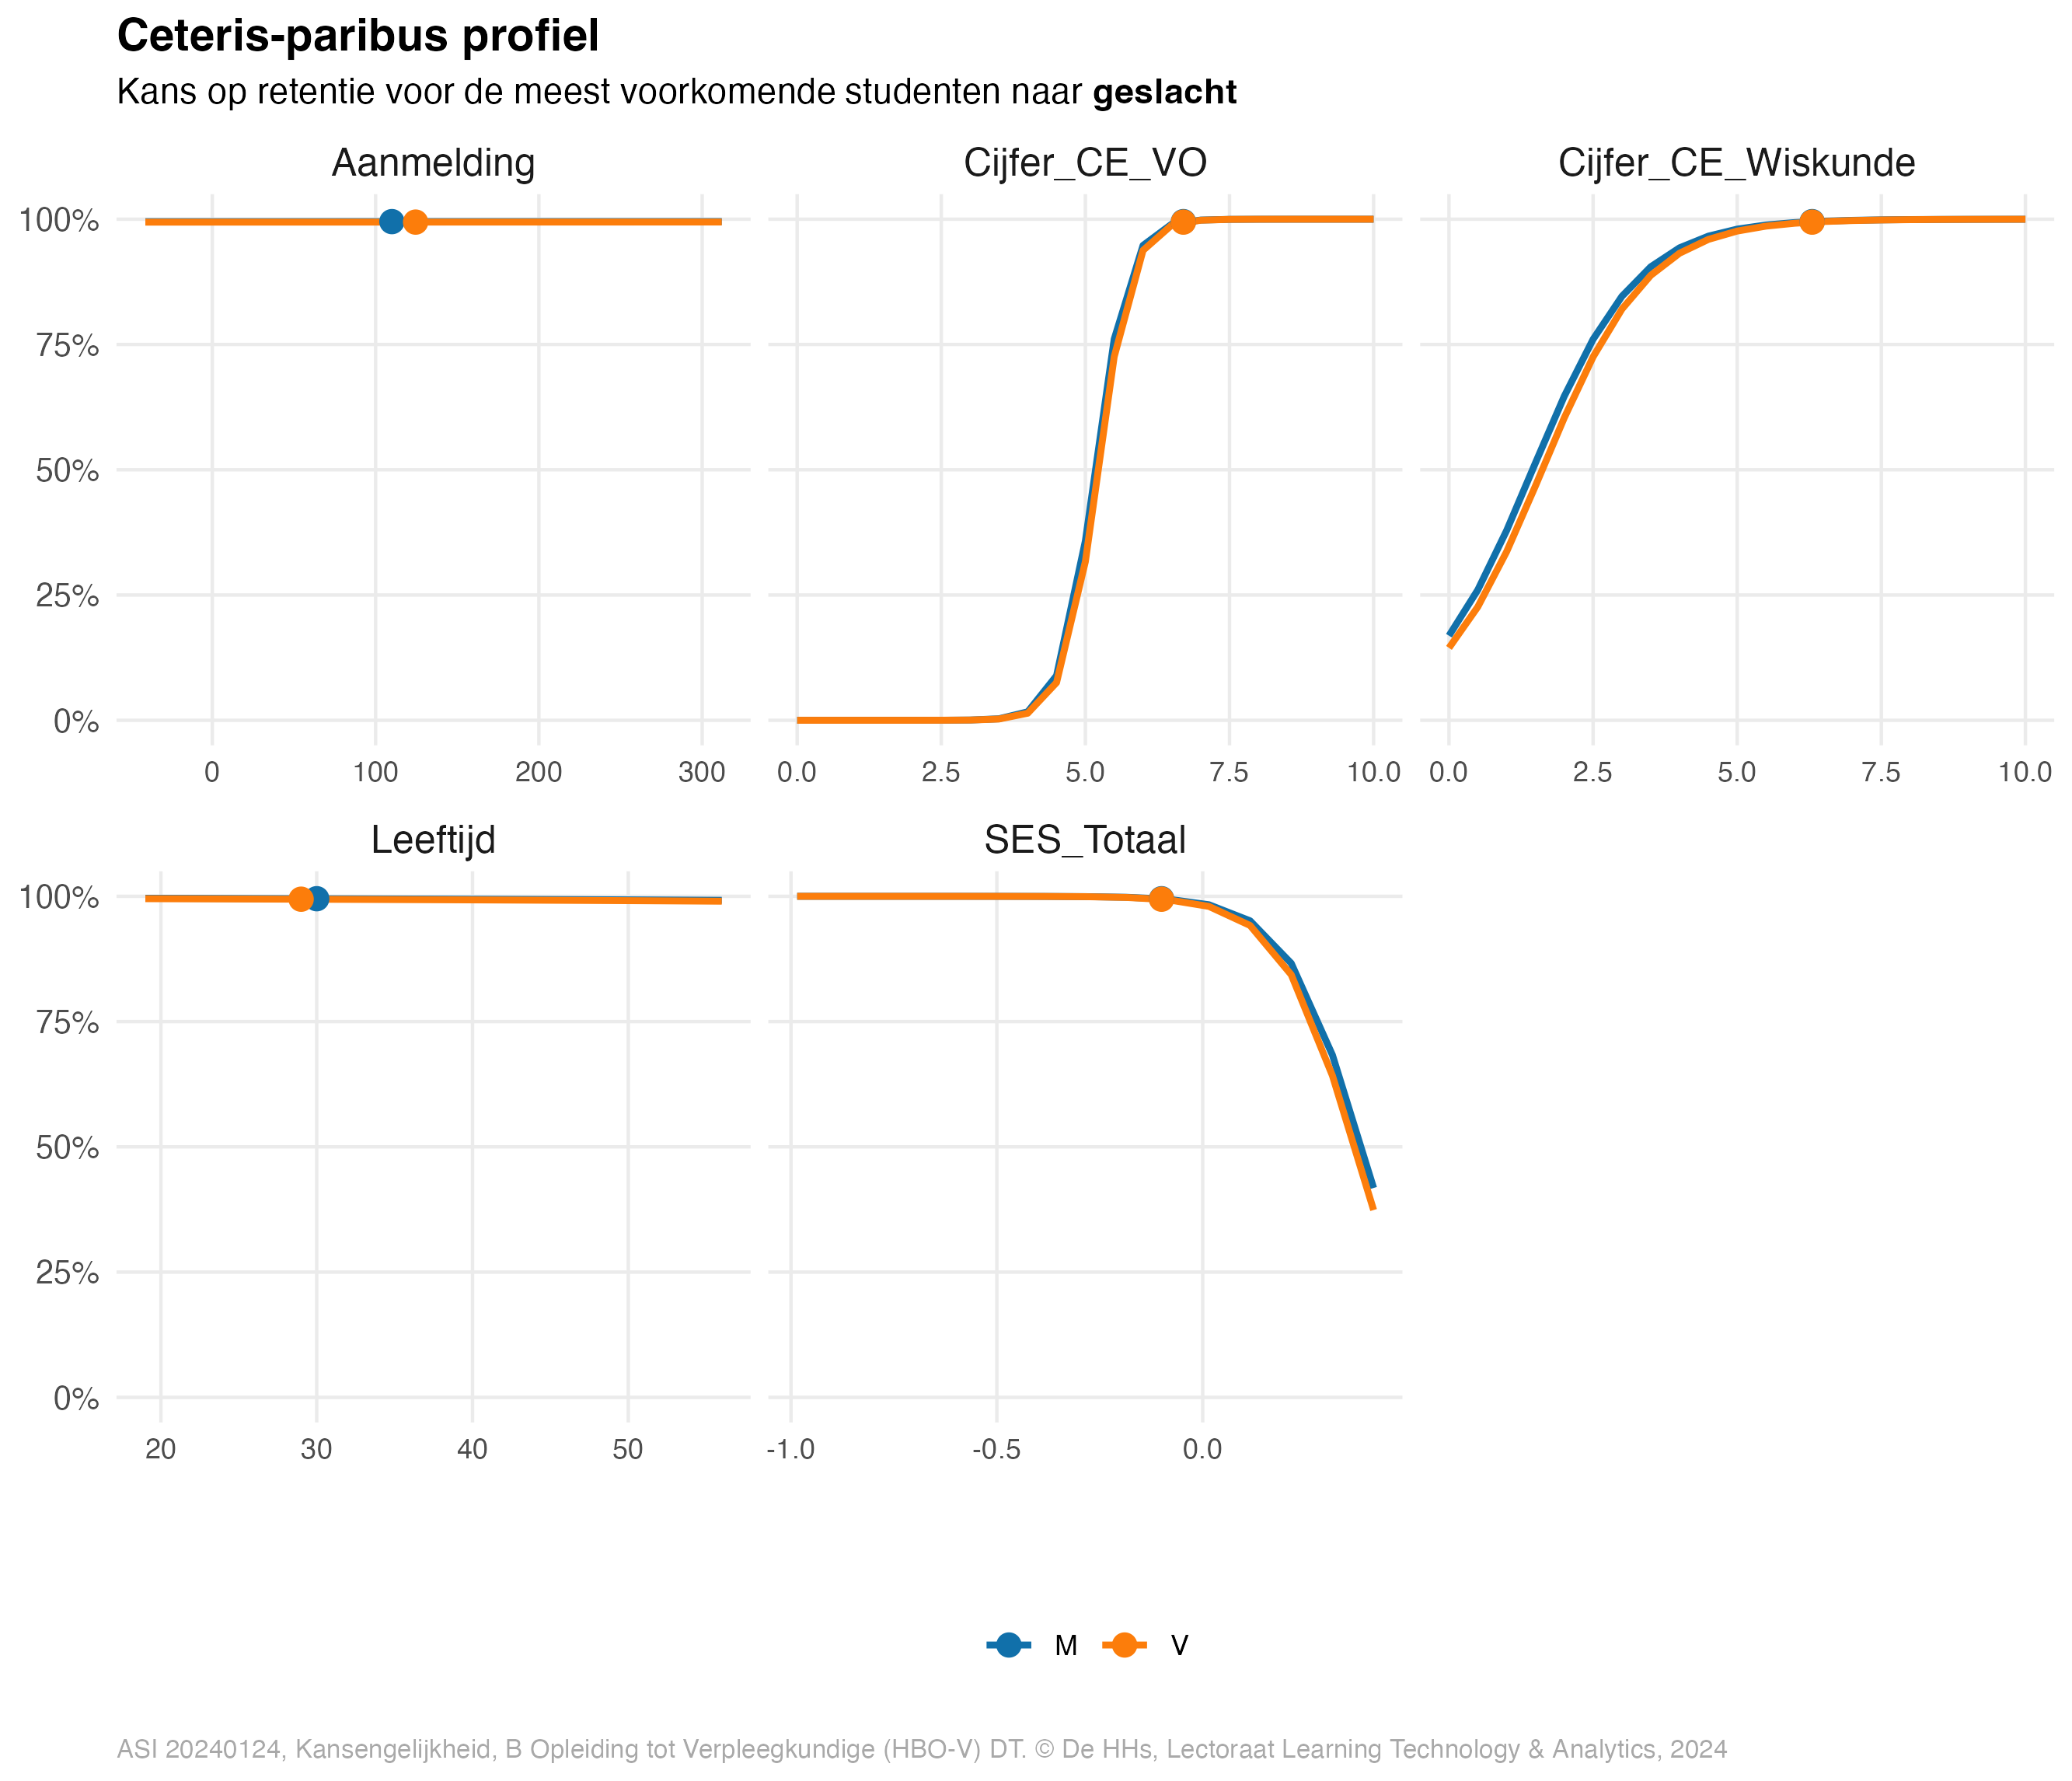 Ceteris-paribus profiel
Kans op retentie voor de meest voorkomende studenten naar geslacht
Aanmelding
Cijfer_CE_VO
Cijfer_CE_Wiskunde
100%
75%
50%
25%
0%
0 100 200 300
0.0 2.5 5.0 7.5 10.0
0.0 2.5 5.0 7.5 10.0
Leeftijd
SES_Totaal
100%
75%
50%
25%
0%
20 30 40 50
-1.0 -0.5 0.0
M V
ASI 20240124, Kansengelijkheid, B Opleiding tot Verpleegkundige (HBO-V) DT. © De HHs, Lectoraat Learning Technology & Analytics, 2024